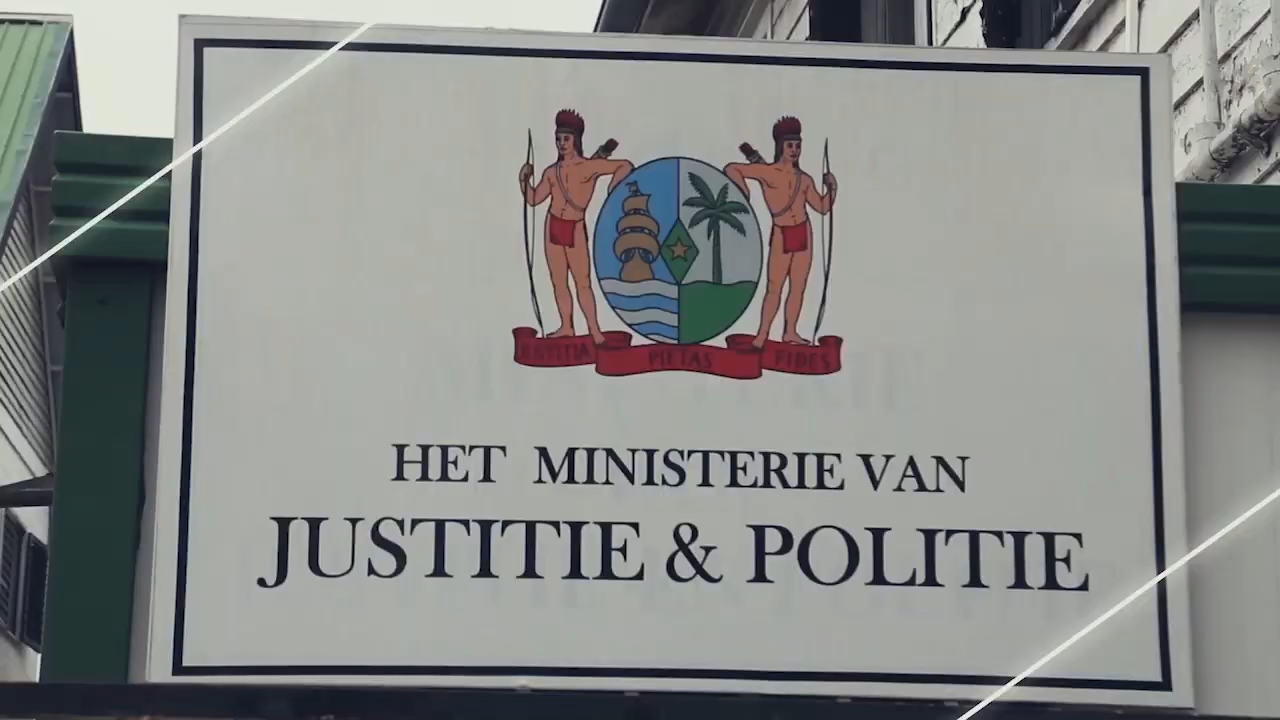 JUSTITIA PIETAS FIDES
HET MINISTERIE VAN
JUSTITIE & POLITIE